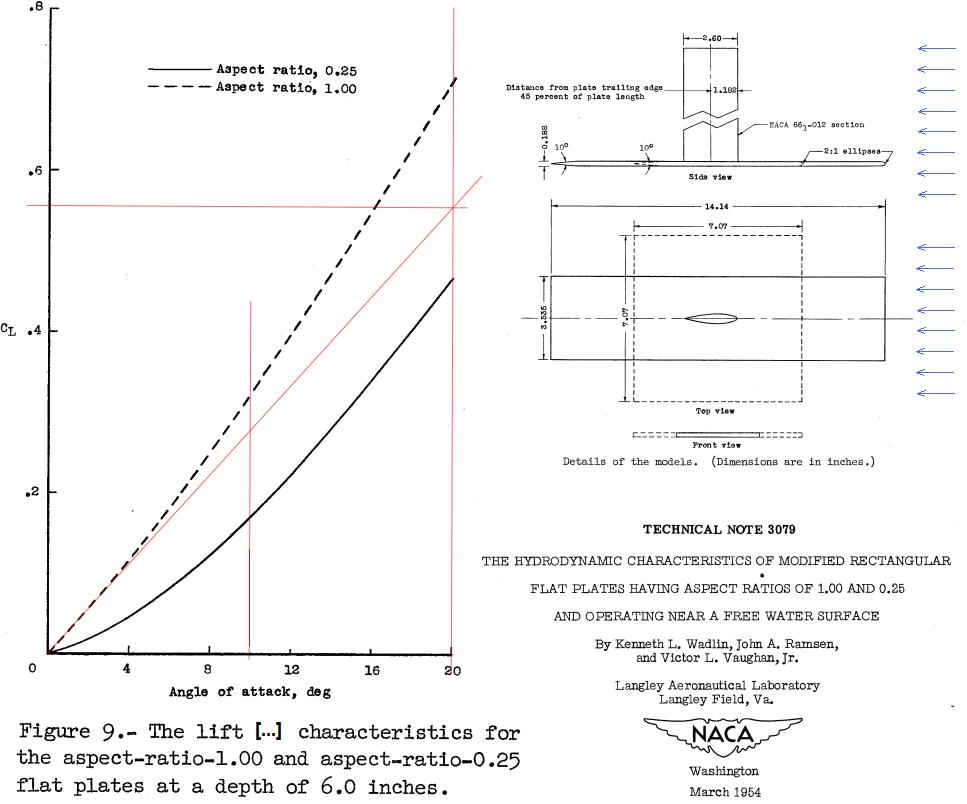 .8
.6
.4
.2
0
C_L
Aspect ratio, 0.25
Aspect ratio, 1.00
4
8
12
16
20
Angle of attack, deg
Figure 9.- The lift [...] characteristics for
the aspect-ratio-1.00 and aspect-ratio-0.25
flat plates at a depth of 6.0 inches.
2.60
Distance from plate trailing edge
45 percent of plate length
1.182
NACA 66₁-012 section
0.188
10°
10°
2:1 ellipses
Side view
14.14
7.07
3.535
7.07
Top view
Front view
Details of the models. (Dimensions are in inches.)
TECHNICAL NOTE 3079
THE HYDRODYNAMIC CHARACTERISTICS OF MODIFIED RECTANGULAR
FLAT PLATES HAVING ASPECT RATIOS OF 1.00 AND 0.25
AND OPERATING NEAR A FREE WATER SURFACE
By Kenneth L. Wadlin, John A. Ramsen,
and Victor L. Vaughan, Jr.
Langley Aeronautical Laboratory
Langley Field, Va.
NACA
Washington
March 1954